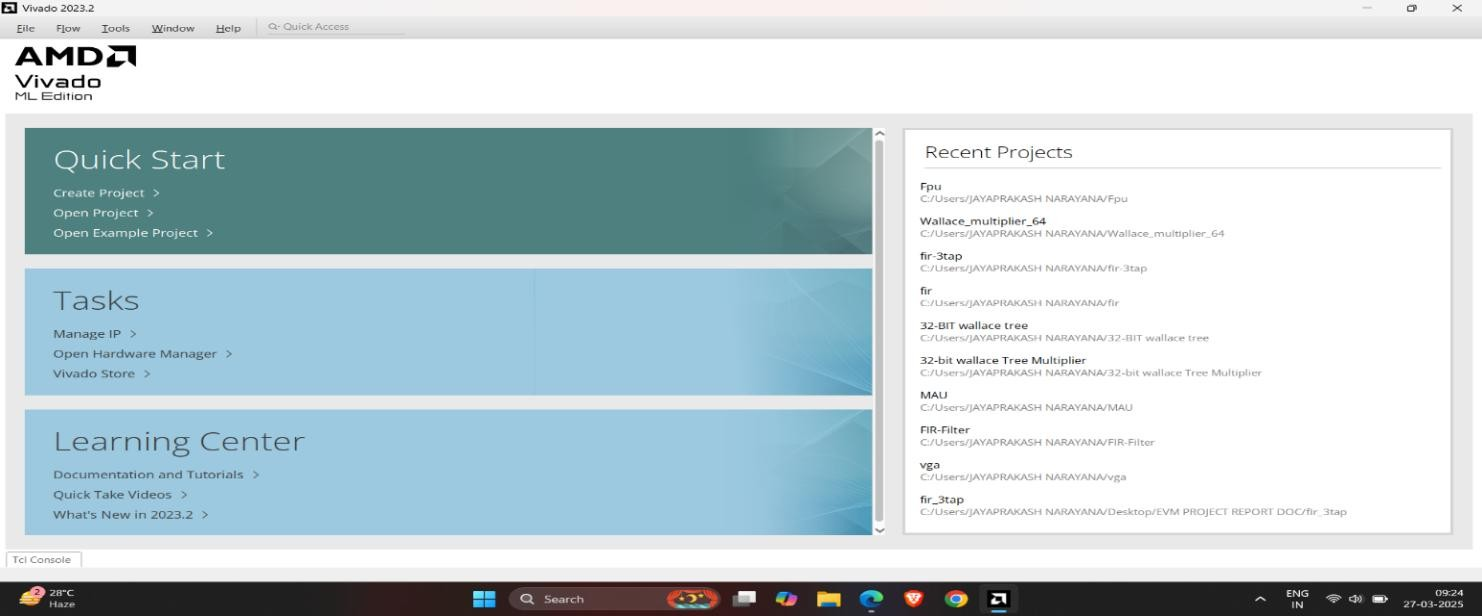 Vivado 2023.2
File Flow Tools Window Help Quick Access
AMD
Vivado
ML Edition
Quick Start
Create Project >
Open Project >
Open Example Project >
Tasks
Manage IP >
Open Hardware Manager >
Vivado Store >
Learning Center
Documentation and Tutorials >
Quick Take Videos >
What's New in 2023.2 >
Recent Projects
Fpu
C:/Users/JAYAPRAKASH NARAYANA/Fpu
Wallace_multiplier_64
C:/Users/JAYAPRAKASH NARAYANA/Wallace_multiplier_64
fir-3tap
C:/Users/JAYAPRAKASH NARAYANA/fir-3tap
fir
C:/Users/JAYAPRAKASH NARAYANA/fir
32-BIT wallace tree
C:/Users/JAYAPRAKASH NARAYANA/32-BIT wallace tree
32-bit wallace Tree Multiplier
C:/Users/JAYAPRAKASH NARAYANA/32-bit wallace Tree Multiplier
MAU
C:/Users/JAYAPRAKASH NARAYANA/MAU
FIR-Filter
C:/Users/JAYAPRAKASH NARAYANA/FIR-Filter
vga
C:/Users/JAYAPRAKASH NARAYANA/vga
fir_3tap
C:/Users/JAYAPRAKASH NARAYANA/Desktop/EVM PROJECT REPORT DOC/fir_3tap
Tcl Console
2
28°C
Haze
Search
ENG
IN
09:24
27-03-2025